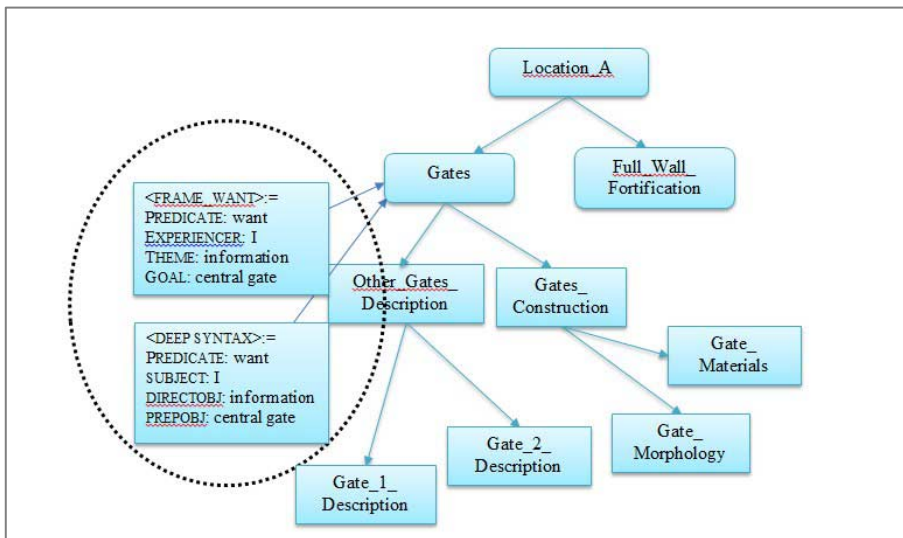 Location_A
Gates
Full_Wall_
Fortification
<FRAME_WANT>:=
PREDICATE: want
EXPERIENCER: I
THEME: information
GOAL: central gate
Other_Gates_
Description
Gates_
Construction
<DEEP SYNTAX>:=
PREDICATE: want
SUBJECT: I
DIRECTOBJ: information
PREPOBJ: central gate
Gate_
Materials
Gate_2_
Description
Gate_
Morphology
Gate_1_
Description